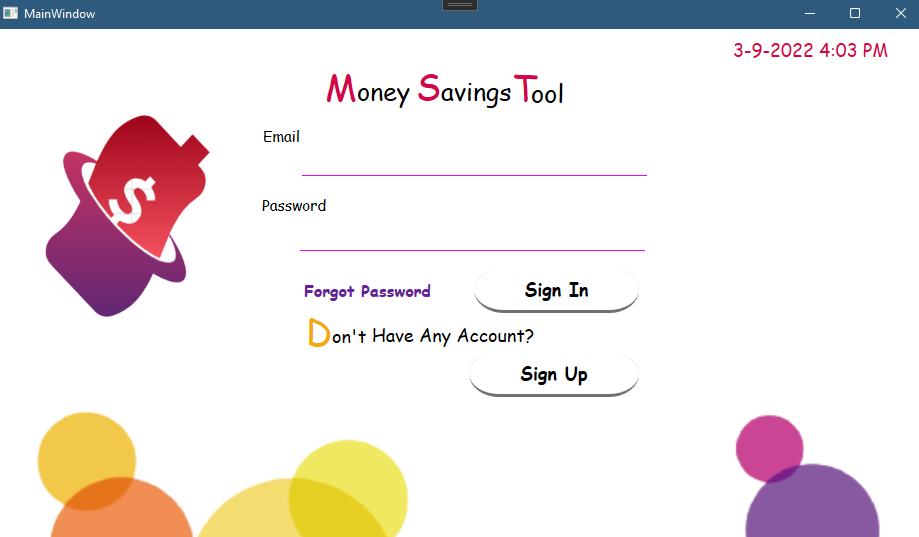 MainWindow
3-9-2022 4:03 PM
Money Savings Tool
$
Email
Password
Forgot Password
Sign In
Don't Have Any Account?
Sign Up